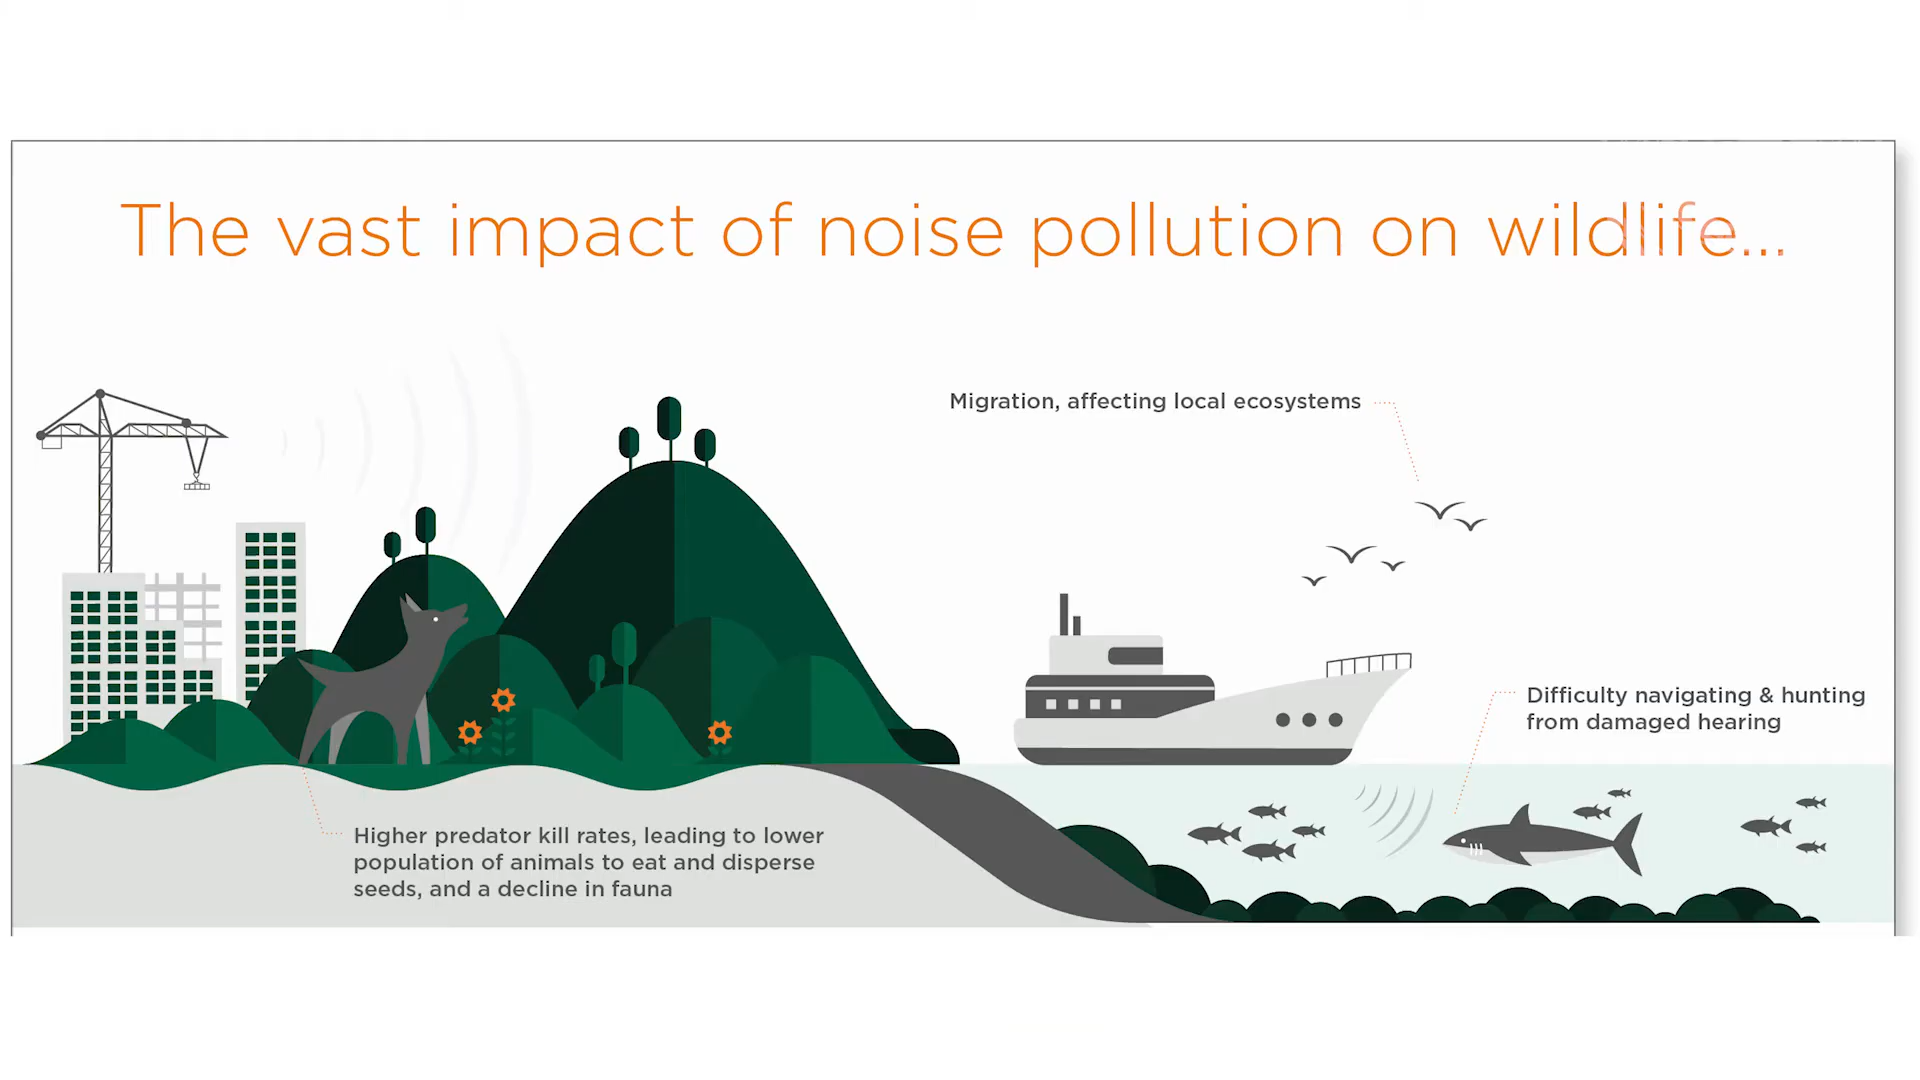 The vast impact of noise pollution on wildlife...
Migration, affecting local ecosystems
Difficulty navigating & hunting
from damaged hearing
Higher predator kill rates, leading to lower
population of animals to eat and disperse
seeds, and a decline in fauna